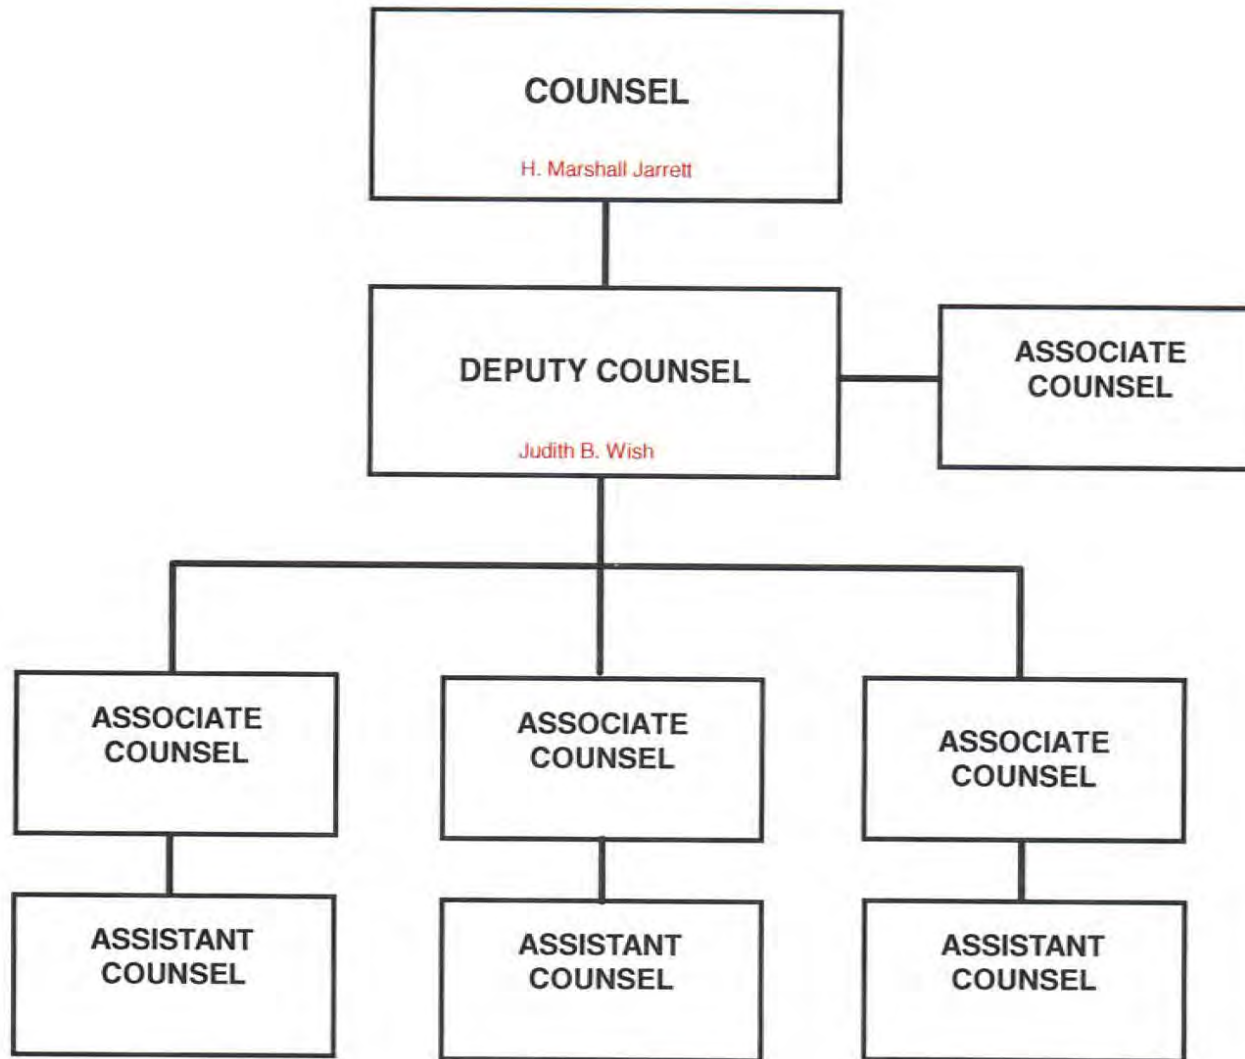 COUNSEL
H. Marshall Jarrett
DEPUTY COUNSEL
Judith B. Wish
ASSOCIATE
COUNSEL
ASSOCIATE
COUNSEL
ASSOCIATE
COUNSEL
ASSOCIATE
COUNSEL
ASSISTANT
COUNSEL
ASSISTANT
COUNSEL
ASSISTANT
COUNSEL